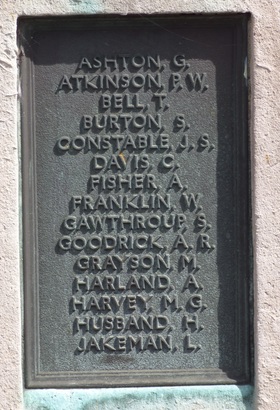 ASHTON, G.
ATKINSON, P. W.
BELL, T.
BURTON, S.
CONSTABLE, J. S.
DAVIS, C.
FISHER, A.
FRANKLIN, W.
GAWTHROUP, S.
GOODRICK, A. R.
GRAYSON, M.
HARLAND, A.
HARVEY, M. G.
HUSBAND, H.
JAKEMAN, L.